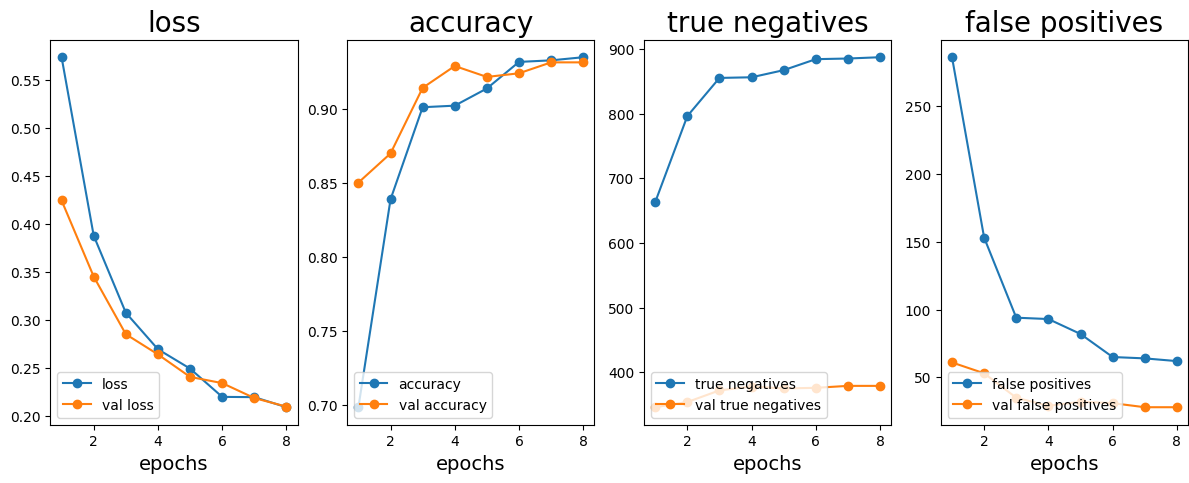 loss
0.55
0.50
0.45
0.40
0.35
0.30
0.25
0.20
loss
val loss
2 4 6 8
epochs
accuracy
0.90
0.85
0.80
0.75
0.70
accuracy
val accuracy
2 4 6 8
epochs
true negatives
900
800
700
600
500
400
true negatives
val true negatives
2 4 6 8
epochs
false positives
250
200
150
100
50
false positives
val false positives
2 4 6 8
epochs